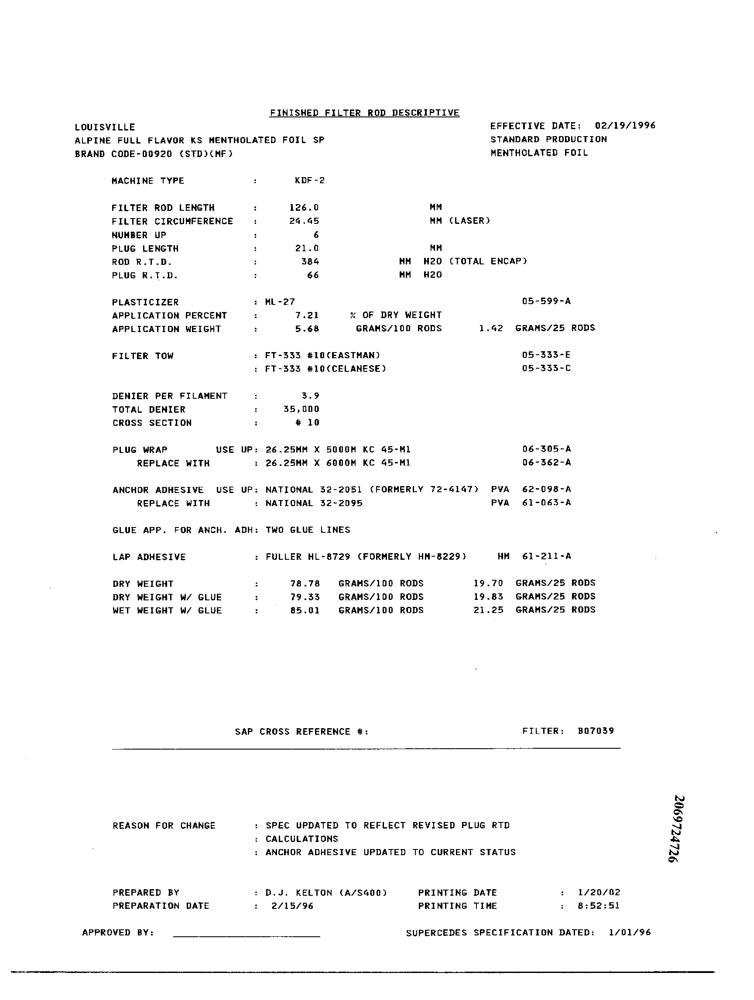 FINISHED FILTER ROD DESCRIPTIVE
LOUISVILLE EFFECTIVE DATE: 02/19/1996
ALPINE FULL FLAVOR KS MENTHOLATED FOIL SP STANDARD PRODUCTION
BRAND CODE-00920 (STD)(MF) MENTHOLATED FOIL
MACHINE TYPE : KDF-2
FILTER ROD LENGTH : 126.0 MM
FILTER CIRCUMFERENCE : 24.45 MM (LASER)
NUMBER UP : 6
PLUG LENGTH : 21.0 MM
ROD R.T.D. : 384 MM H2O (TOTAL ENCAP)
PLUG R.T.D. : 66 MM H2O
PLASTICIZER : ML-27 05-599-A
APPLICATION PERCENT : 7.21 % OF DRY WEIGHT
APPLICATION WEIGHT : 5.68 GRAMS/100 RODS 1.42 GRAMS/25 RODS
FILTER TOW : FT-333 #10(EASTMAN) 05-333-E
: FT-333 #10(CELANESE) 05-333-C
DENIER PER FILAMENT : 3.9
TOTAL DENIER : 35,000
CROSS SECTION : # 10
PLUG WRAP USE UP: 26.25MM X 5000M KC 45-M1 06-305-A
REPLACE WITH : 26.25MM X 6000M KC 45-M1 06-362-A
ANCHOR ADHESIVE USE UP: NATIONAL 32-2051 (FORMERLY 72-4147) PVA 62-098-A
REPLACE WITH : NATIONAL 32-2095 PVA 61-063-A
GLUE APP. FOR ANCH. ADH: TWO GLUE LINES
LAP ADHESIVE : FULLER HL-8729 (FORMERLY HM-8229) HM 61-211-A
DRY WEIGHT : 78.78 GRAMS/100 RODS 19.70 GRAMS/25 RODS
DRY WEIGHT W/ GLUE : 79.33 GRAMS/100 RODS 19.83 GRAMS/25 RODS
WET WEIGHT W/ GLUE : 85.01 GRAMS/100 RODS 21.25 GRAMS/25 RODS
SAP CROSS REFERENCE #: FILTER: B07039
REASON FOR CHANGE : SPEC UPDATED TO REFLECT REVISED PLUG RTD
: CALCULATIONS
: ANCHOR ADHESIVE UPDATED TO CURRENT STATUS
PREPARED BY : D.J. KELTON (A/S400) PRINTING DATE : 1/20/02
PREPARATION DATE : 2/15/96 PRINTING TIME : 8:52:51
APPROVED BY: SUPERCEDES SPECIFICATION DATED: 1/01/96
2069724726